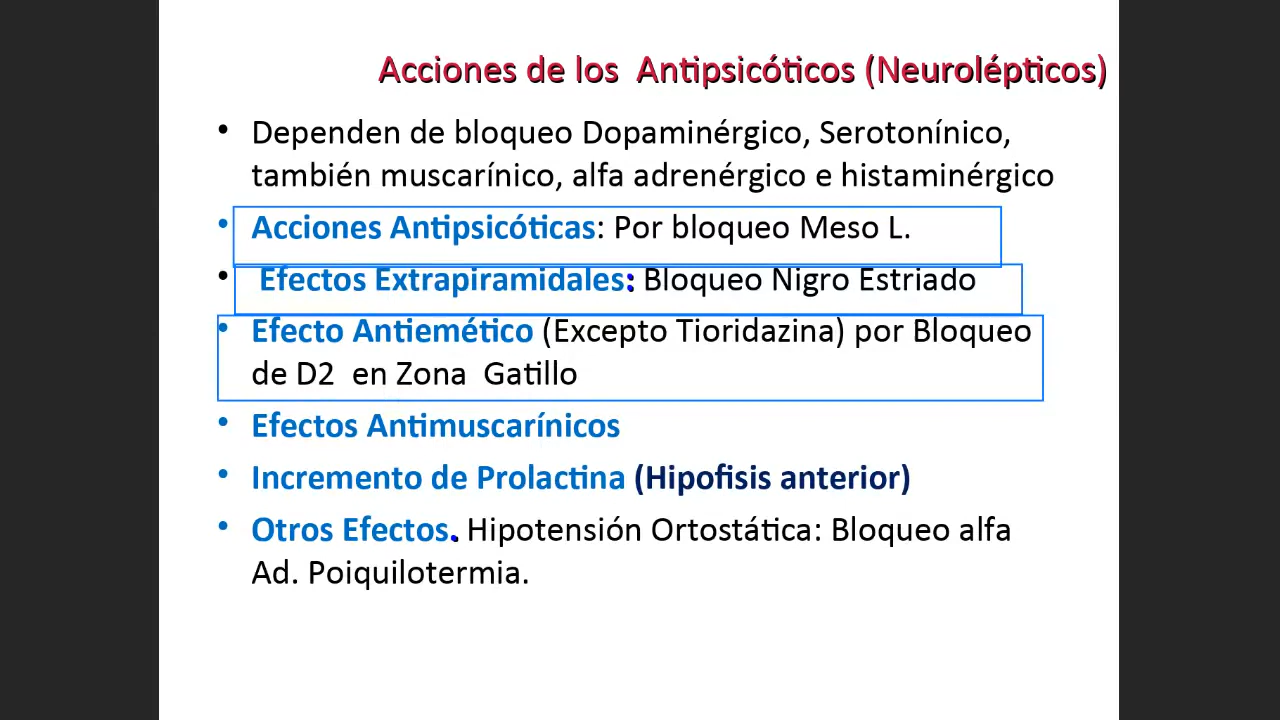 Acciones de los  Antipsicóticos (Neurolépticos)
• Dependen de bloqueo Dopaminérgico, Serotonínico,
también muscarínico, alfa adrenérgico e histaminérgico
• Acciones Antipsicóticas: Por bloqueo Meso L.
• Efectos Extrapiramidales: Bloqueo Nigro Estriado
• Efecto Antiemético (Excepto Tioridazina) por Bloqueo
de D2  en Zona  Gatillo
• Efectos Antimuscarínicos
• Incremento de Prolactina (Hipofisis anterior)
• Otros Efectos. Hipotensión Ortostática: Bloqueo alfa
Ad. Poiquilotermia.